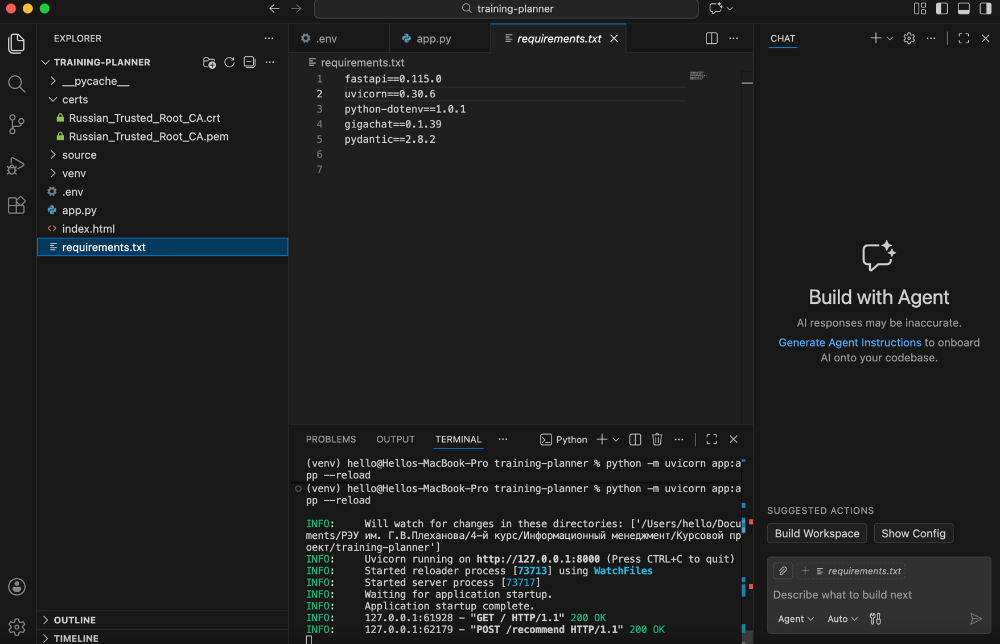 training-planner
EXPLORER
TRAINING-PLANNER
__pycache__
certs
Russian_Trusted_Root_CA.crt
Russian_Trusted_Root_CA.pem
source
venv
.env
app.py
index.html
requirements.txt
OUTLINE
TIMELINE
.env
app.py
requirements.txt
requirements.txt
1 fastapi==0.115.0
2 uvicorn==0.30.6
3 python-dotenv==1.0.1
4 gigachat==0.1.39
5 pydantic==2.8.2
6
7
PROBLEMS OUTPUT TERMINAL Python
(venv) hello@Hellos-MacBook-Pro training-planner % python -m uvicorn app:a
pp --reload
(venv) hello@Hellos-MacBook-Pro training-planner % python -m uvicorn app:a
pp --reload
INFO: Will watch for changes in these directories: ['/Users/hello/Docu
ments/РЭУ им. Г.В.Плеханова/4-й курс/Информационный менеджмент/Курсовой пр
оект/training-planner']
INFO: Uvicorn running on http://127.0.0.1:8000 (Press CTRL+C to quit)
INFO: Started reloader process [73713] using WatchFiles
INFO: Started server process [73717]
INFO: Waiting for application startup.
INFO: Application startup complete.
INFO: 127.0.0.1:61928 - "GET / HTTP/1.1" 200 OK
INFO: 127.0.0.1:62179 - "POST /recommend HTTP/1.1" 200 OK
CHAT
Build with Agent
AI responses may be inaccurate.
Generate Agent Instructions to onboard
AI onto your codebase.
SUGGESTED ACTIONS
Build Workspace
Show Config
requirements.txt
Describe what to build next
Agent
Auto